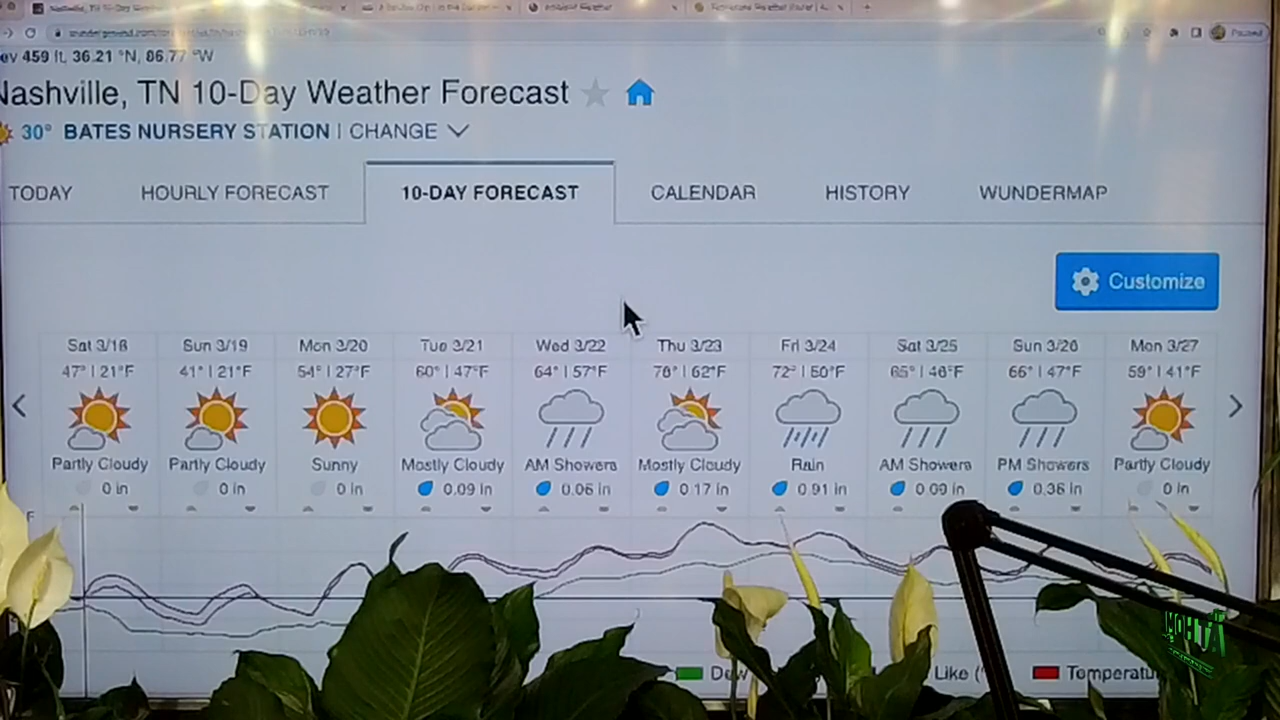 ev 459 ft, 36.21 °N, 86.77 °W
Nashville, TN 10-Day Weather Forecast
30° BATES NURSERY STATION | CHANGE
TODAY HOURLY FORECAST 10-DAY FORECAST CALENDAR HISTORY WUNDERMAP
Customize
Sat 3/18 Sun 3/19 Mon 3/20 Tue 3/21 Wed 3/22 Thu 3/23 Fri 3/24 Sat 3/25 Sun 3/26 Mon 3/27
47° | 21°F 41° | 21°F 54° | 27°F 60° | 47°F 64° | 57°F 76° | 62°F 72° | 50°F 65° | 46°F 66° | 47°F 59° | 41°F
Partly Cloudy Partly Cloudy Sunny Mostly Cloudy AM Showers Mostly Cloudy Rain AM Showers PM Showers Partly Cloudy
0 in 0 in 0 in 0.09 in 0.06 in 0.17 in 0.91 in 0.09 in 0.36 in 0 in
F
Dew Like ( Temperatu